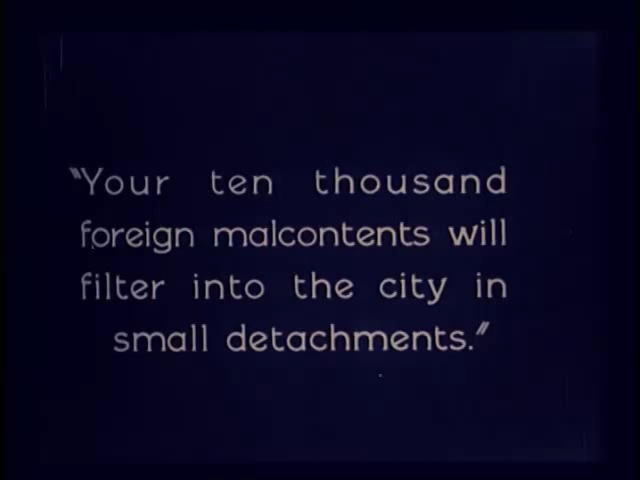 "Your ten thousand
foreign malcontents will
filter into the city in
small detachments."